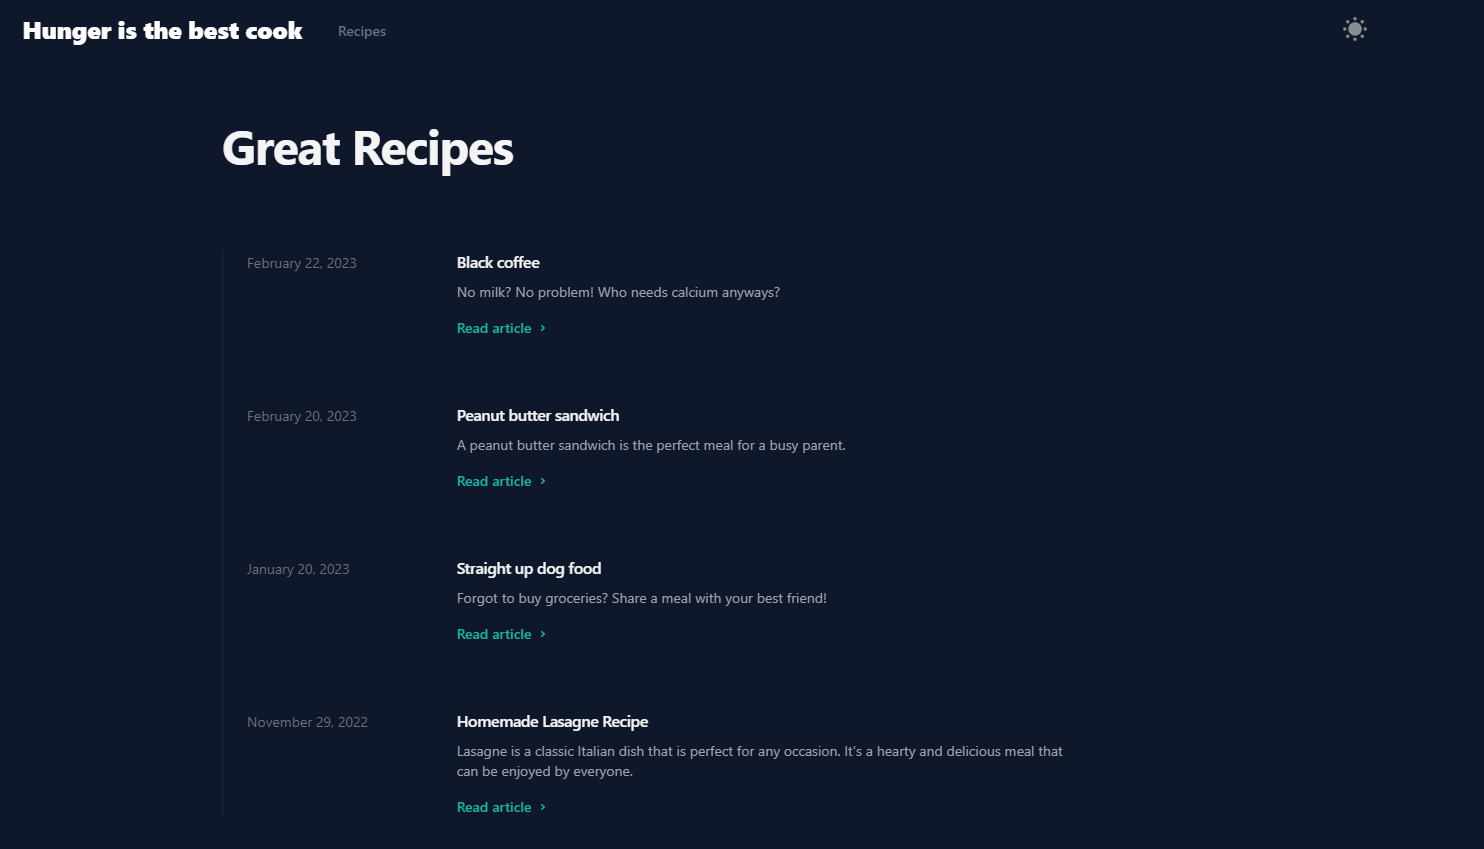 Hunger is the best cook
Recipes
Great Recipes
February 22, 2023
Black coffee
No milk? No problem! Who needs calcium anyways?
Read article
February 20, 2023
Peanut butter sandwich
A peanut butter sandwich is the perfect meal for a busy parent.
Read article
January 20, 2023
Straight up dog food
Forgot to buy groceries? Share a meal with your best friend!
Read article
November 29, 2022
Homemade Lasagne Recipe
Lasagne is a classic Italian dish that is perfect for any occasion. It's a hearty and delicious meal that
can be enjoyed by everyone.
Read article